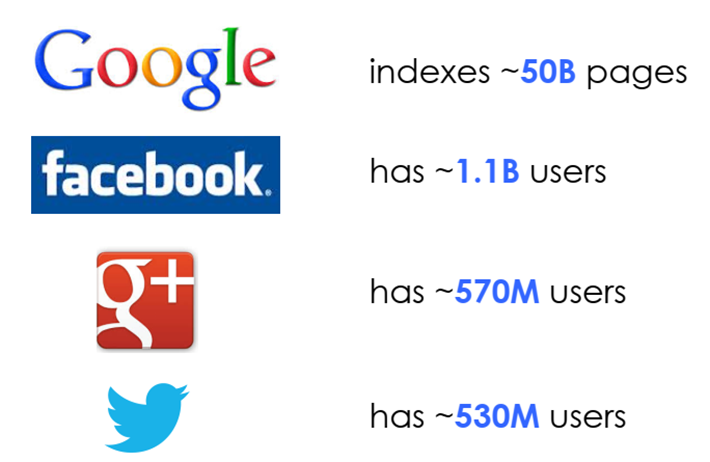 Google
indexes ~50B pages
facebook.
has ~1.1B users
g+
has ~570M users
has ~530M users